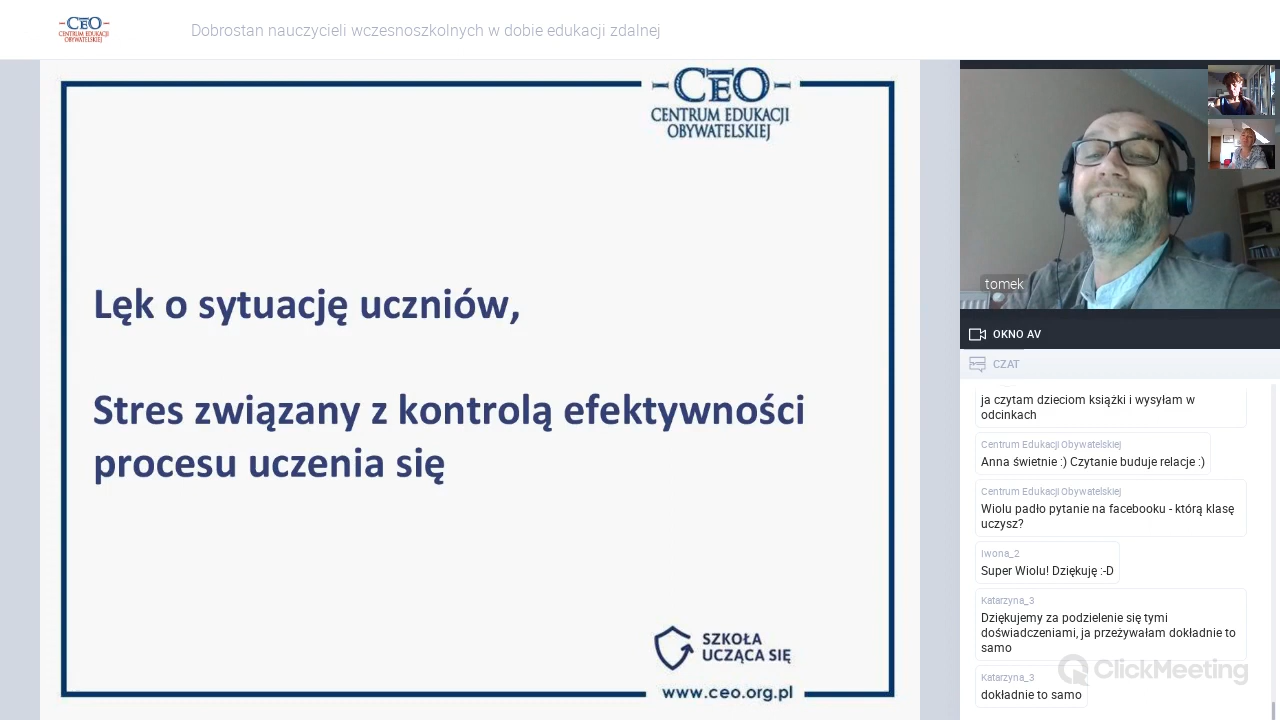 CEO
CENTRUM EDUKACJI
OBYWATELSKIEJ
Dobrostan nauczycieli wczesnoszkolnych w dobie edukacji zdalnej
CEO
CENTRUM EDUKACJI
OBYWATELSKIEJ
Lęk o sytuację uczniów,
Stres związany z kontrolą efektywności
procesu uczenia się
SZKOŁA
UCZĄCA SIĘ
www.ceo.org.pl
tomek
OKNO AV
CZAT
ja czytam dzieciom książki i wysyłam w
odcinkach
Centrum Edukacji Obywatelskiej
Anna świetnie :) Czytanie buduje relacje :)
Centrum Edukacji Obywatelskiej
Wiolu padło pytanie na facebooku - którą klasę
uczysz?
Iwona_2
Super Wiolu! Dziękuję :-D
Katarzyna_3
Dziękujemy za podzielenie się tymi
doświadczeniami, ja przeżywałam dokładnie to
samo
Katarzyna_3
dokładnie to samo
ClickMeeting